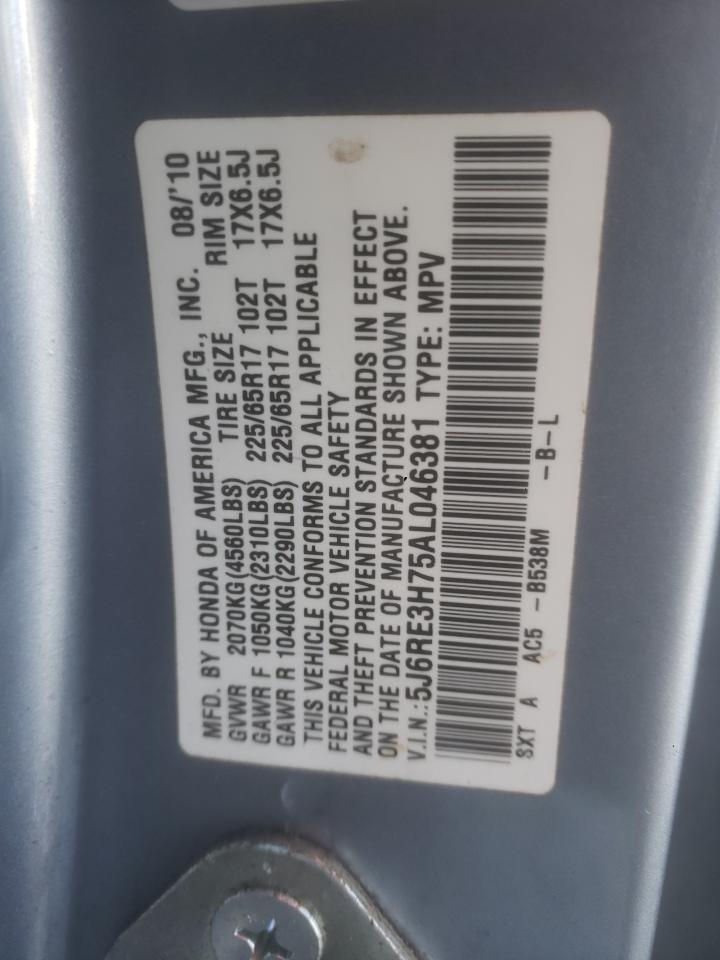 MFD. BY HONDA OF AMERICA MFG., INC. 08/'10
GVWR 2070KG(4560LBS) TIRE SIZE RIM SIZE
GAWR F 1050KG(2310LBS) 225/65R17 102T 17X6.5J
GAWR R 1040KG(2290LBS) 225/65R17 102T 17X6.5J
THIS VEHICLE CONFORMS TO ALL APPLICABLE
FEDERAL MOTOR VEHICLE SAFETY
AND THEFT PREVENTION STANDARDS IN EFFECT
ON THE DATE OF MANUFACTURE SHOWN ABOVE.
V.I.N.:5J6RE3H75AL046381 TYPE: MPV
SXT A AC5 -B538M -B-L